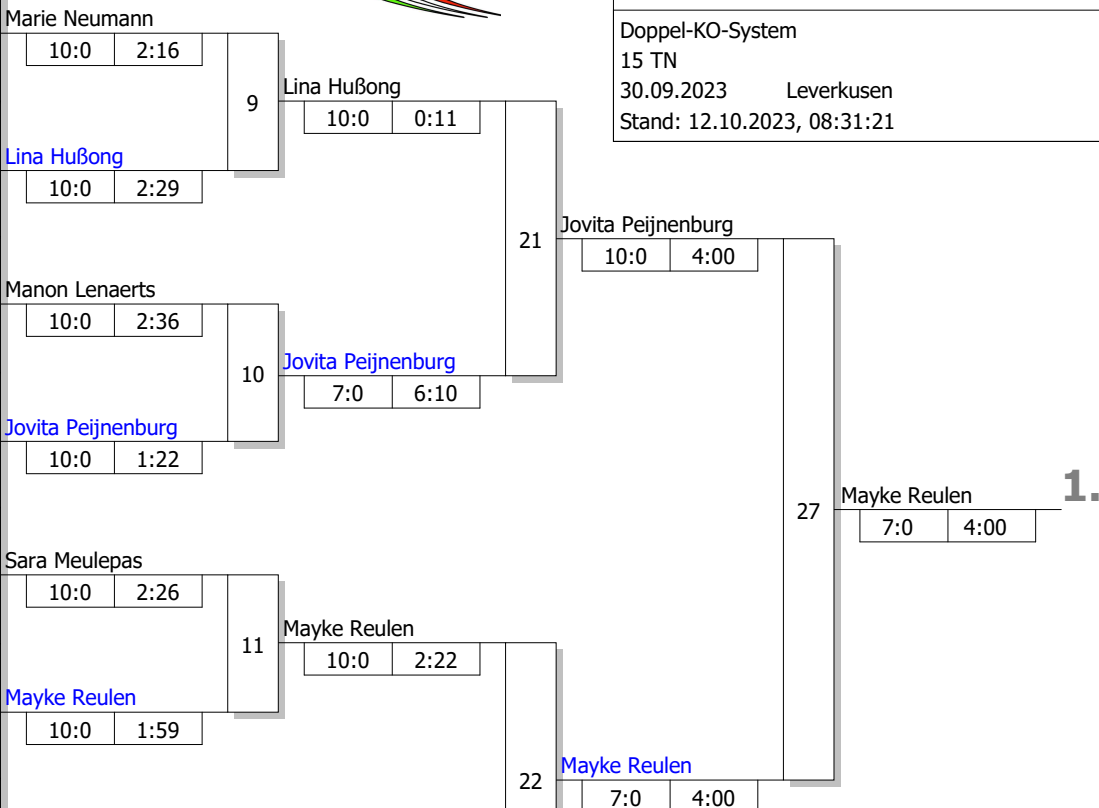 Marie Neumann
10:0 2:16
Doppel-KO-System
15 TN
30.09.2023 Leverkusen
Stand: 12.10.2023, 08:31:21
9
Lina Hußong
10:0 0:11
Lina Hußong
10:0 2:29
21
Jovita Peijnenburg
10:0 4:00
Manon Lenaerts
10:0 2:36
10
Jovita Peijnenburg
7:0 6:10
Jovita Peijnenburg
10:0 1:22
27
Mayke Reulen
7:0 4:00
1.
Sara Meulepas
10:0 2:26
11
Mayke Reulen
10:0 2:22
Mayke Reulen
10:0 1:59
22
Mayke Reulen
7:0 4:00